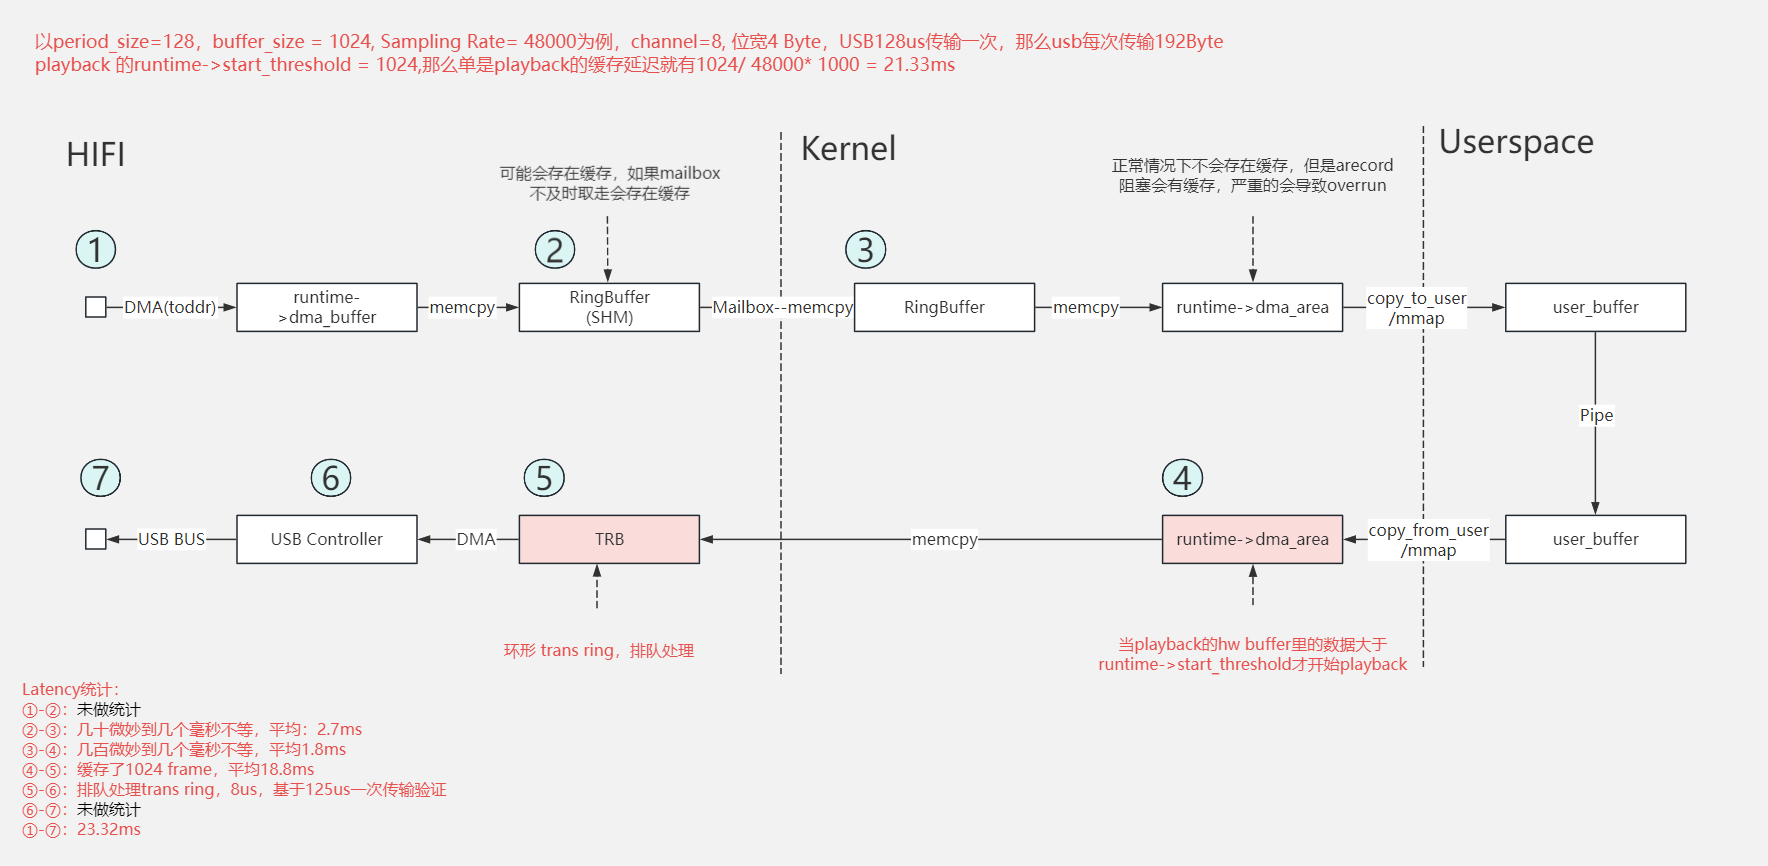 以period_size=128，buffer_size = 1024, Sampling Rate= 48000为例，channel=8, 位宽4 Byte，USB128us传输一次，那么usb每次传输192Byte
playback 的runtime->start_threshold = 1024,那么单是playback的缓存延迟就有1024/ 48000* 1000 = 21.33ms
HIFI
Kernel
Userspace
可能会存在缓存，如果mailbox
不及时取走会存在缓存
正常情况下不会存在缓存，但是arecord
阻塞会有缓存，严重的会导致overrun
1
2
3
DMA(toddr)
runtime-
>dma_buffer
memcpy
RingBuffer
(SHM)
Mailbox--memcpy
RingBuffer
memcpy
runtime->dma_area
copy_to_user
/mmap
user_buffer
Pipe
7
6
5
4
USB BUS
USB Controller
DMA
TRB
memcpy
runtime->dma_area
copy_from_user
/mmap
user_buffer
环形 trans ring，排队处理
当playback的hw buffer里的数据大于
runtime->start_threshold才开始playback
Latency统计：
①-②：未做统计
②-③：几十微妙到几个毫秒不等，平均：2.7ms
③-④：几百微妙到几个毫秒不等，平均1.8ms
④-⑤：缓存了1024 frame，平均18.8ms
⑤-⑥：排队处理trans ring，8us，基于125us一次传输验证
⑥-⑦：未做统计
①-⑦：23.32ms